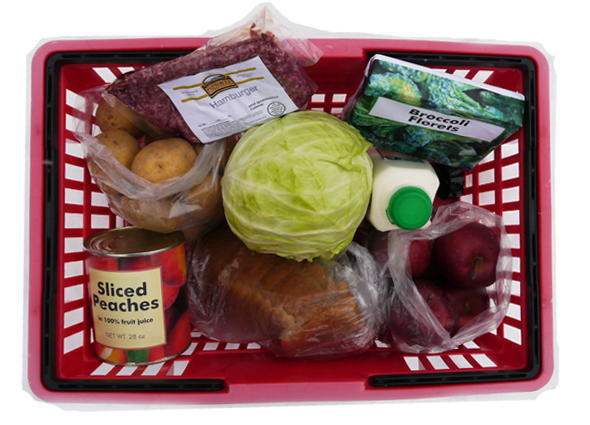 Hamburger
Broccoli
Florets
Sliced
Peaches
in 100% fruit juice
NET WT. 28 oz